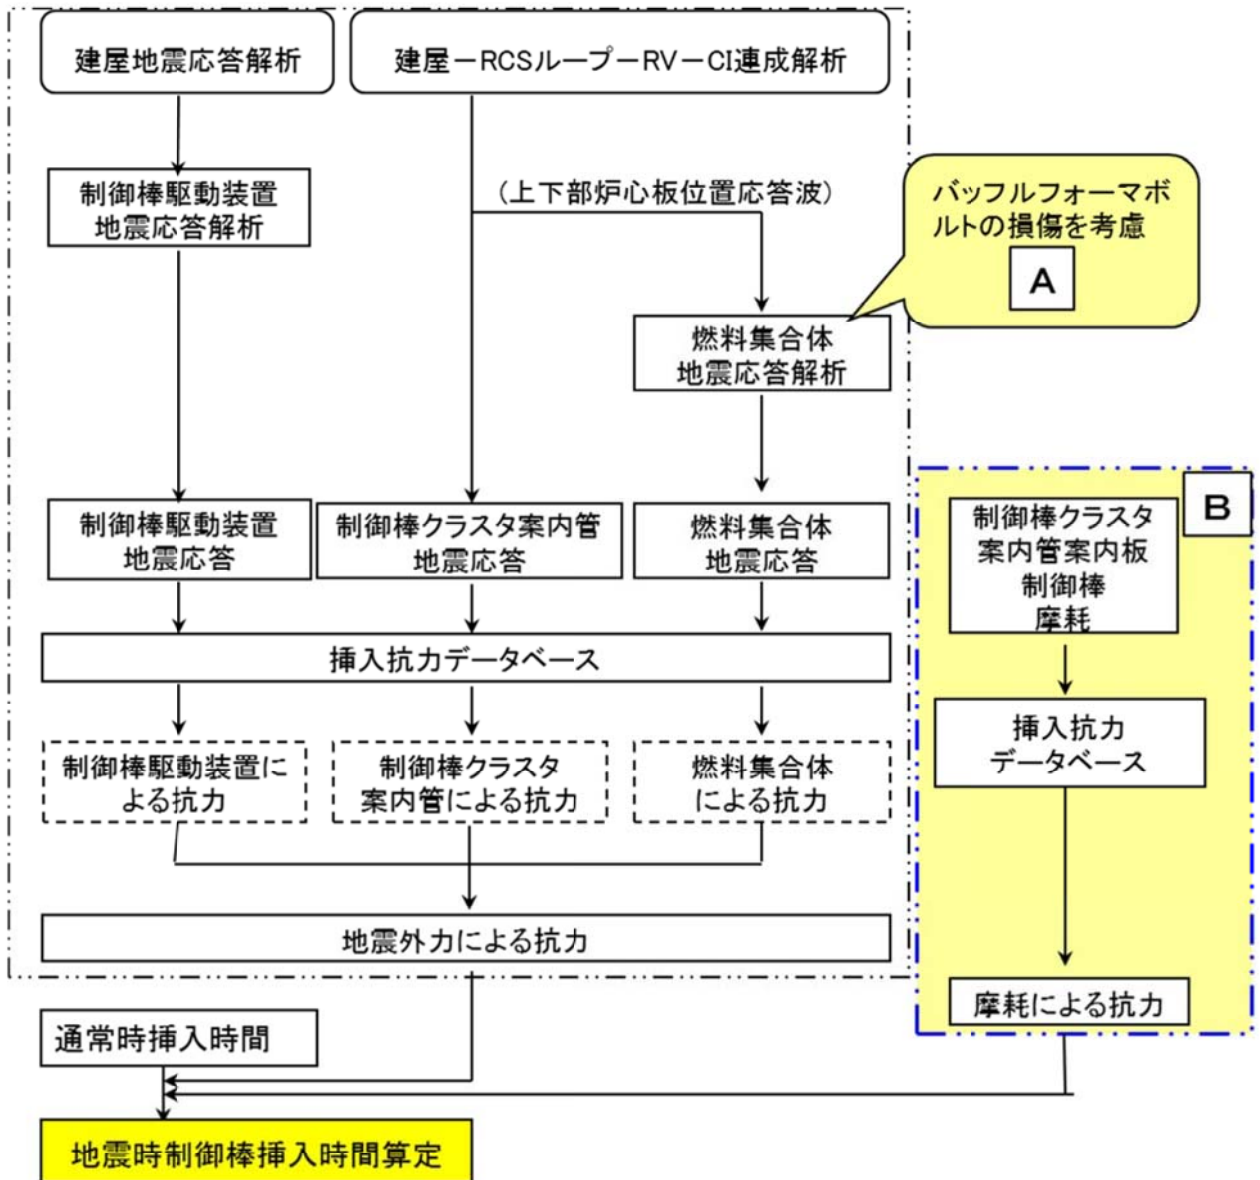 建屋地震応答解析
建屋－RCSループ－RV－CI連成解析
制御棒駆動装置
地震応答解析
(上下部炉心板位置応答波)
バッフルフォーマボ
ルトの損傷を考慮
A
燃料集合体
地震応答解析
制御棒駆動装置
地震応答
制御棒クラスタ案内管
地震応答
燃料集合体
地震応答
B
制御棒クラスタ
案内管案内板
制御棒
摩耗
挿入抗力データベース
挿入抗力
データベース
制御棒駆動装置に
よる抗力
制御棒クラスタ
案内管による抗力
燃料集合体
による抗力
地震外力による抗力
摩耗による抗力
通常時挿入時間
地震時制御棒挿入時間算定